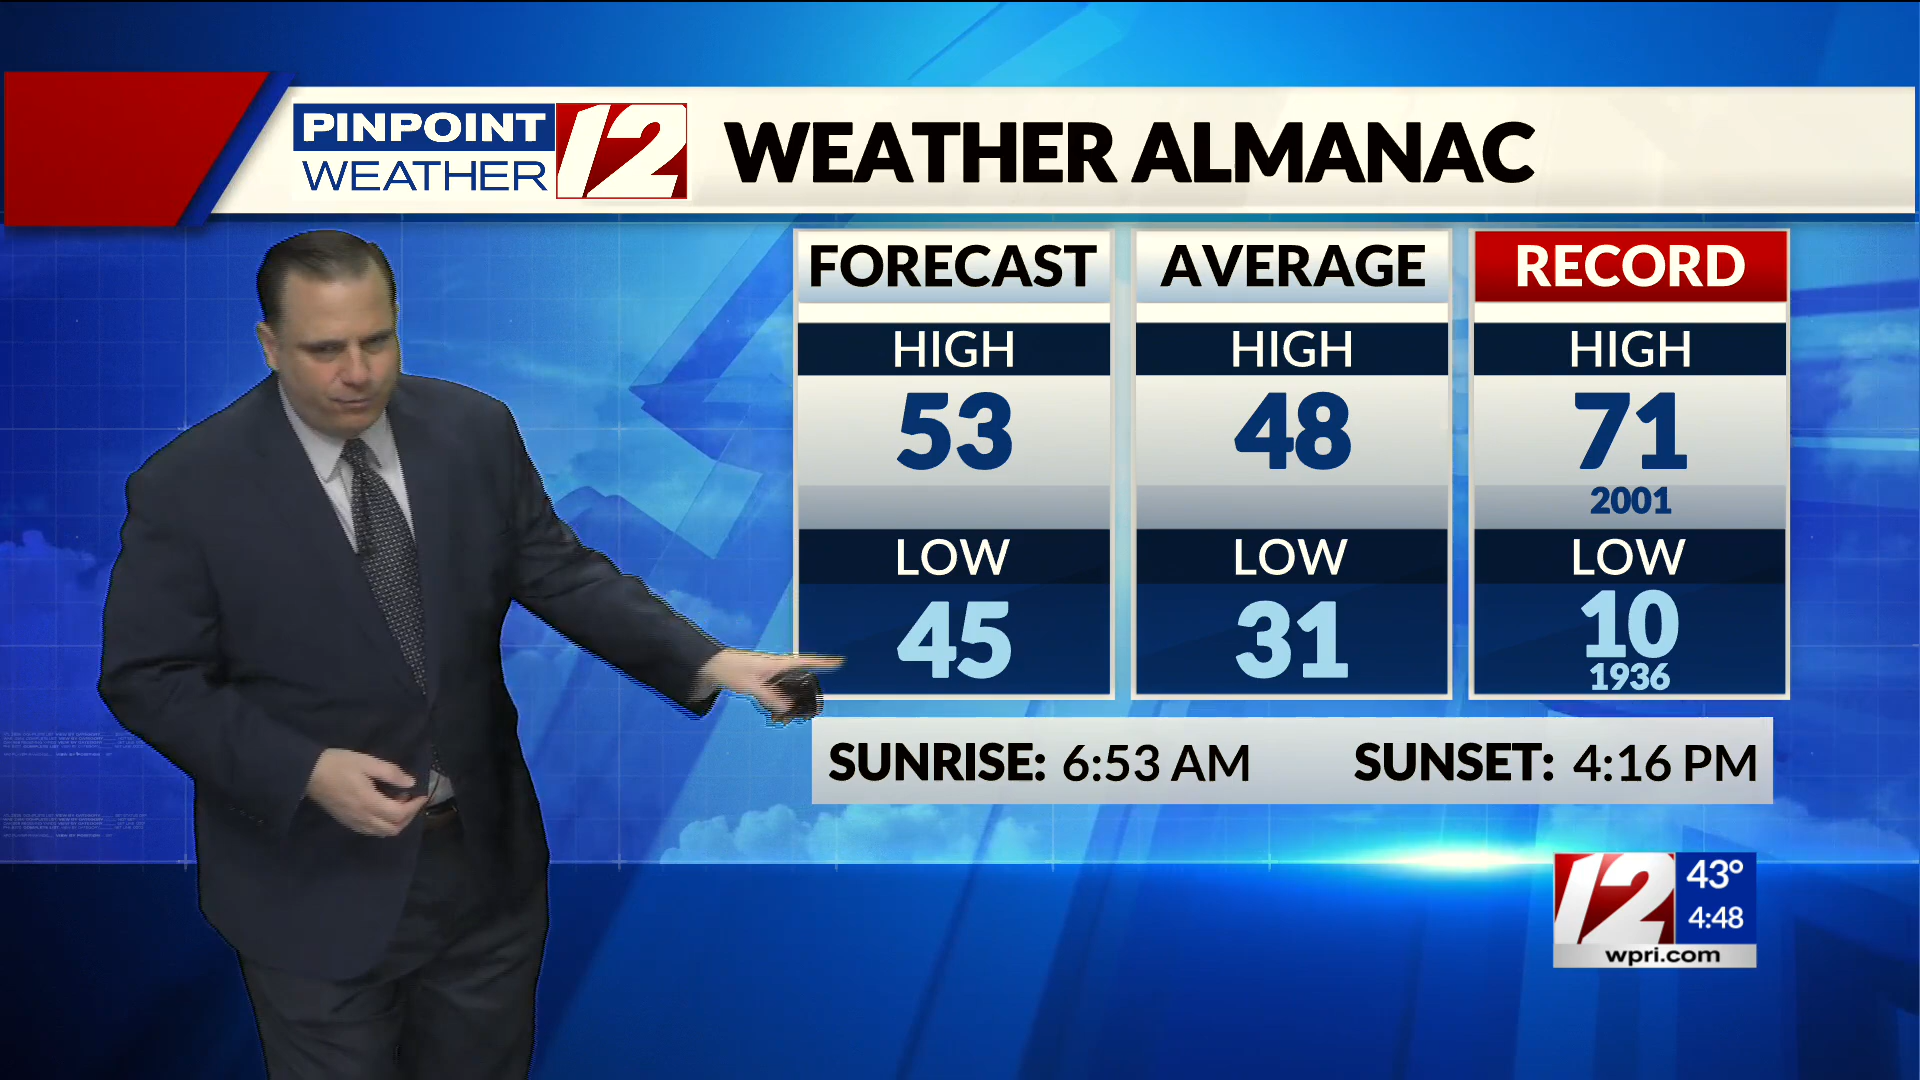 PINPOINT
WEATHER
12
WEATHER ALMANAC
FORECAST
HIGH
53
LOW
45
AVERAGE
HIGH
48
LOW
31
RECORD
HIGH
71
2001
LOW
10
1936
SUNRISE: 6:53 AM
SUNSET: 4:16 PM
12
43°
4:48
wpri.com